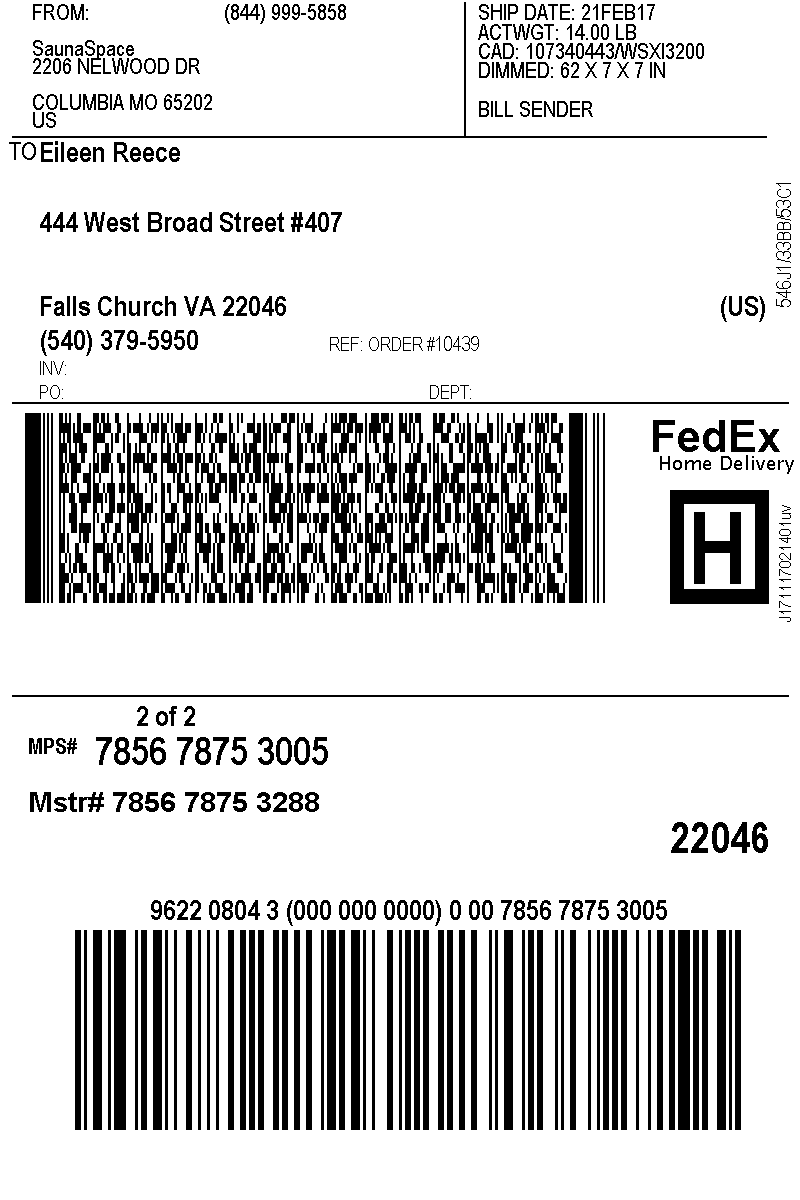 FROM: (844) 999-5858
SaunaSpace
2206 NELWOOD DR
COLUMBIA MO 65202
US
SHIP DATE: 21FEB17
ACTWGT: 14.00 LB
CAD: 107340443/WSXI3200
DIMMED: 62 X 7 X 7 IN
BILL SENDER
TO Eileen Reece
444 West Broad Street #407
Falls Church VA 22046 (US)
(540) 379-5950 REF: ORDER #10439
INV:
PO: DEPT:
546J1/33BB/53C1
FedEx
Home Delivery
H
J171117021401uv
2 of 2
MPS# 7856 7875 3005
Mstr# 7856 7875 3288
22046
9622 0804 3 (000 000 0000) 0 00 7856 7875 3005